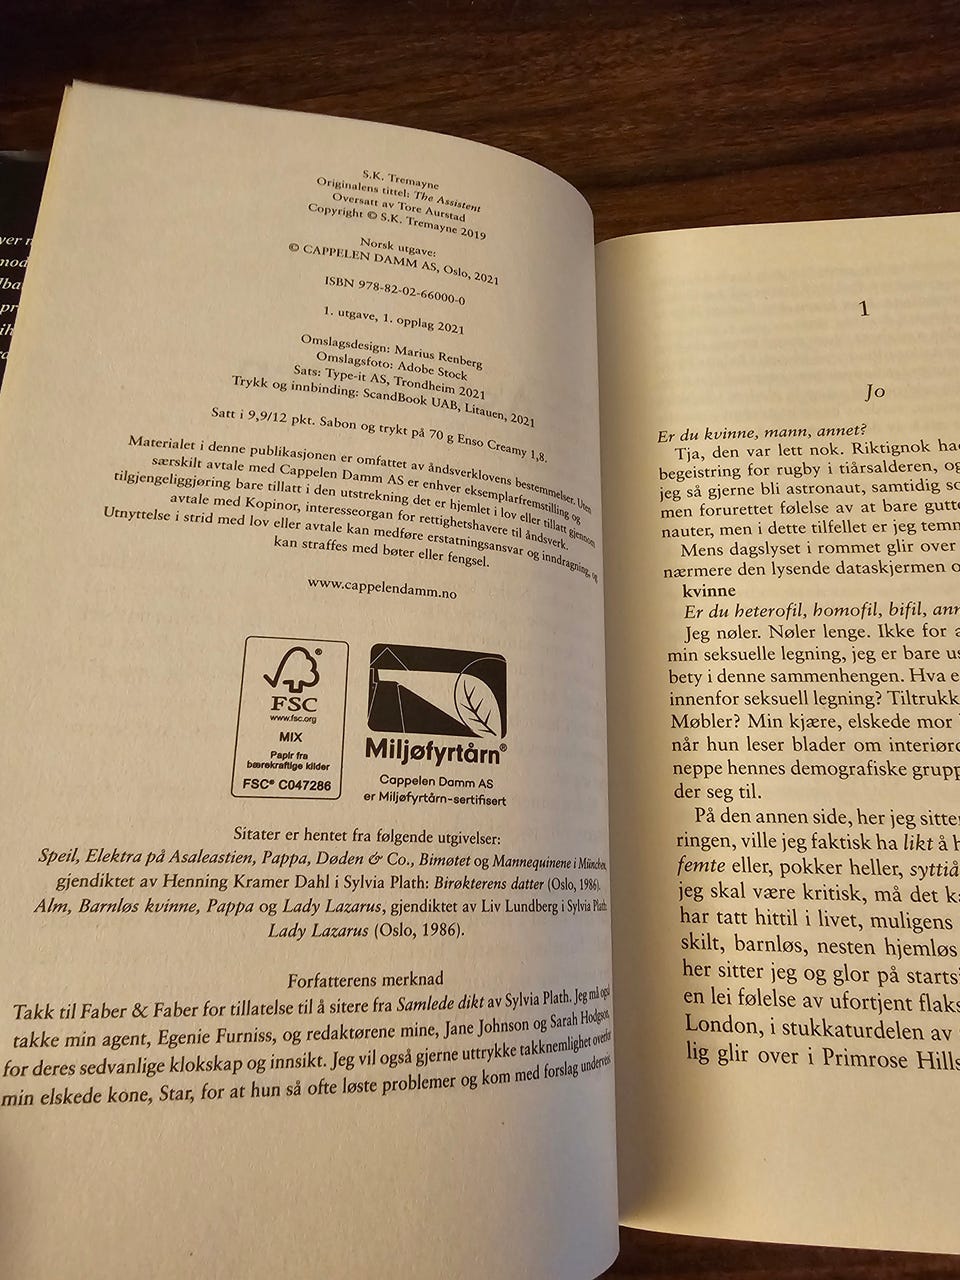 S.K. Tremayne
Originalens tittel: The Assistent
Oversatt av Tore Aurstad
Copyright © S.K. Tremayne 2019
Norsk utgave:
© CAPPELEN DAMM AS, Oslo, 2021
ISBN 978-82-02-66000-0
1. utgave, 1. opplag 2021
Omslagsdesign: Marius Renberg
Omslagsfoto: Adobe Stock
Sats: Type-it AS, Trondheim 2021
Trykk og innbinding: ScandBook UAB, Litauen, 2021
Satt i 9,9/12 pkt. Sabon og trykt på 70 g Enso Creamy 1,8.
Materialet i denne publikasjonen er omfattet av åndsverklovens bestemmelser. Uten
særskilt avtale med Cappelen Damm AS er enhver eksemplarfremstilling og
tilgjengeliggjøring bare tillatt i den utstrekning det er hjemlet i lov eller tillatt gjennom
avtale med Kopinor, interesseorgan for rettighetshavere til åndsverk.
Utnyttelse i strid med lov eller avtale kan medføre erstatningsansvar og inndragning, og
kan straffes med bøter eller fengsel.
www.cappelendamm.no
FSC®
www.fsc.org
MIX
Papir fra
bærekraftige kilder
FSC® C047286
Miljøfyrtårn®
Cappelen Damm AS
er Miljøfyrtårn-sertifisert
Sitater er hentet fra følgende utgivelser:
Speil, Elektra på Asaleastien, Pappa, Døden & Co., Bimøtet og Mannequinene i München,
gjendiktet av Henning Kramer Dahl i Sylvia Plath: Birøkterens datter (Oslo, 1986).
Alm, Barnløs kvinne, Pappa og Lady Lazarus, gjendiktet av Liv Lundberg i Sylvia Plath:
Lady Lazarus (Oslo, 1986).
Forfatterens merknad
Takk til Faber & Faber for tillatelse til å sitere fra Samlede dikt av Sylvia Plath. Jeg må også
takke min agent, Egenie Furniss, og redaktørene mine, Jane Johnson og Sarah Hodgson,
for deres sedvanlige klokskap og innsikt. Jeg vil også gjerne uttrykke takknemlighet overfor
min elskede kone, Star, for at hun så ofte løste problemer og kom med forslag underveis.
1
Jo
Er du kvinne, mann, annet?
Tja, den var lett nok. Riktignok had
begeistring for rugby i tiårsalderen, og
jeg så gjerne bli astronaut, samtidig so
men forurettet følelse av at bare gutte
nauter, men i dette tilfellet er jeg temm
Mens dagslyset i rommet glir over
nærmere den lysende dataskjermen o
kvinne
Er du heterofil, homofil, bifil, ann
Jeg nøler. Nøler lenge. Ikke for a
min seksuelle legning, jeg er bare us
bety i denne sammenhengen. Hva e
innenfor seksuell legning? Tiltrukk
Møbler? Min kjære, elskede mor
når hun leser blader om interiørd
neppe hennes demografiske grupp
der seg til.
På den annen side, her jeg sitter
ringen, ville jeg faktisk ha likt å h
femte eller, pokker heller, syttiå
jeg skal være kritisk, må det ka
har tatt hittil i livet, muligens
skilt, barnløs, nesten hjemløs
her sitter jeg og glor på startsi
en lei følelse av ufortjent flaks
London, i stukkaturdelen av
lig glir over i Primrose Hills